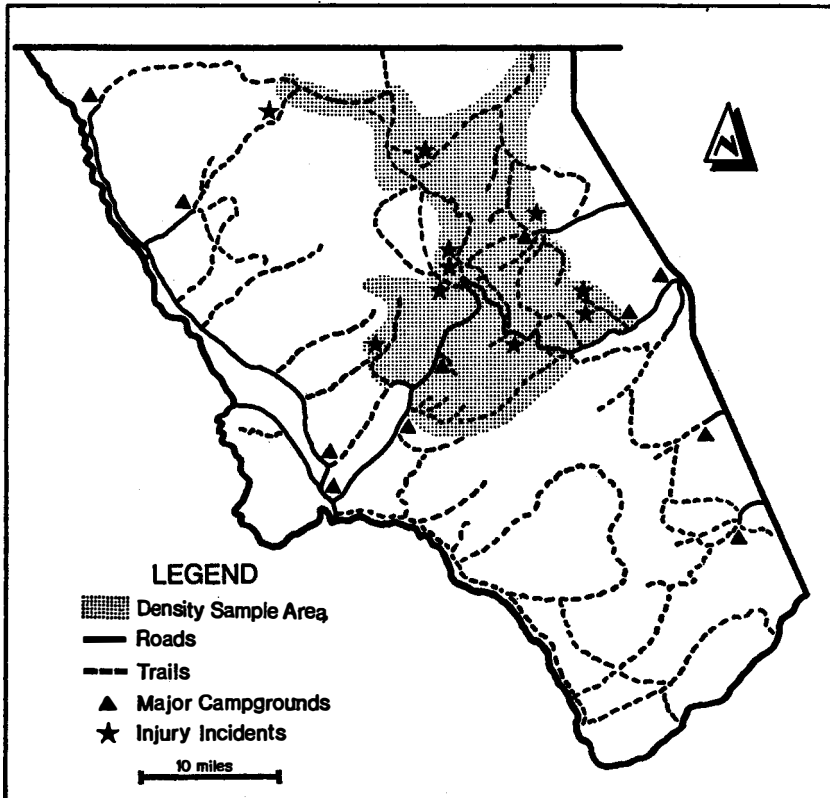 N
LEGEND
Density Sample Area
Roads
Trails
Major Campgrounds
Injury Incidents
10 miles